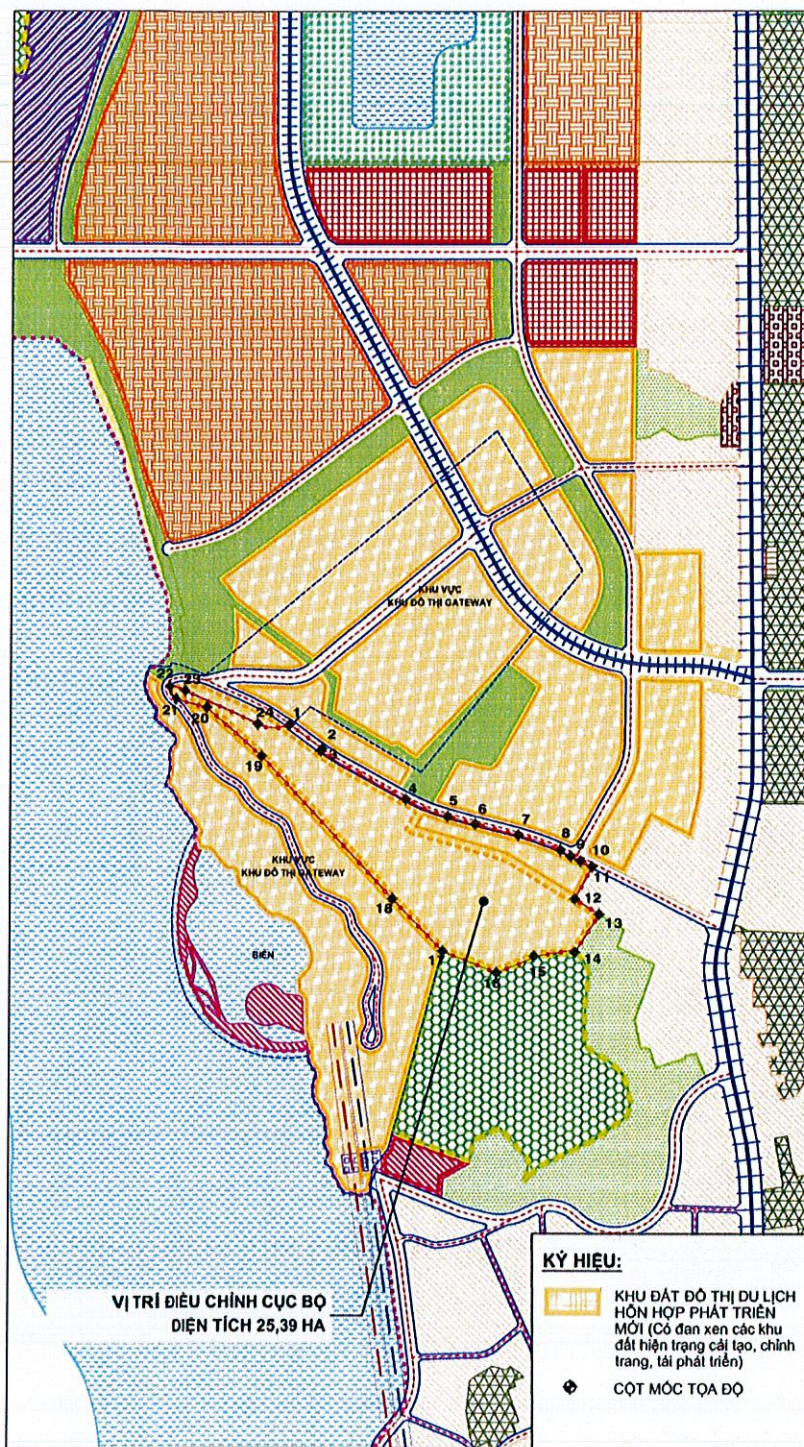 KHU VỰC
KHU ĐÔ THỊ GATEWAY
22
23
21
20
24
1
2
3
19
4
5
6
7
8
9
10
11
KHU VỰC
KHU ĐÔ THỊ GATEWAY
18
12
13
BIỂN
17
16
15
14
VỊ TRÍ ĐIỀU CHỈNH CỤC BỘ
DIỆN TÍCH 25,39 HA
KÝ HIỆU:
KHU ĐẤT ĐÔ THỊ DU LỊCH
HỖN HỢP PHÁT TRIỂN
MỚI (Có đan xen các khu
đất hiện trạng cải tạo, chỉnh
trang, tái phát triển)
CỘT MỐC TỌA ĐỘ